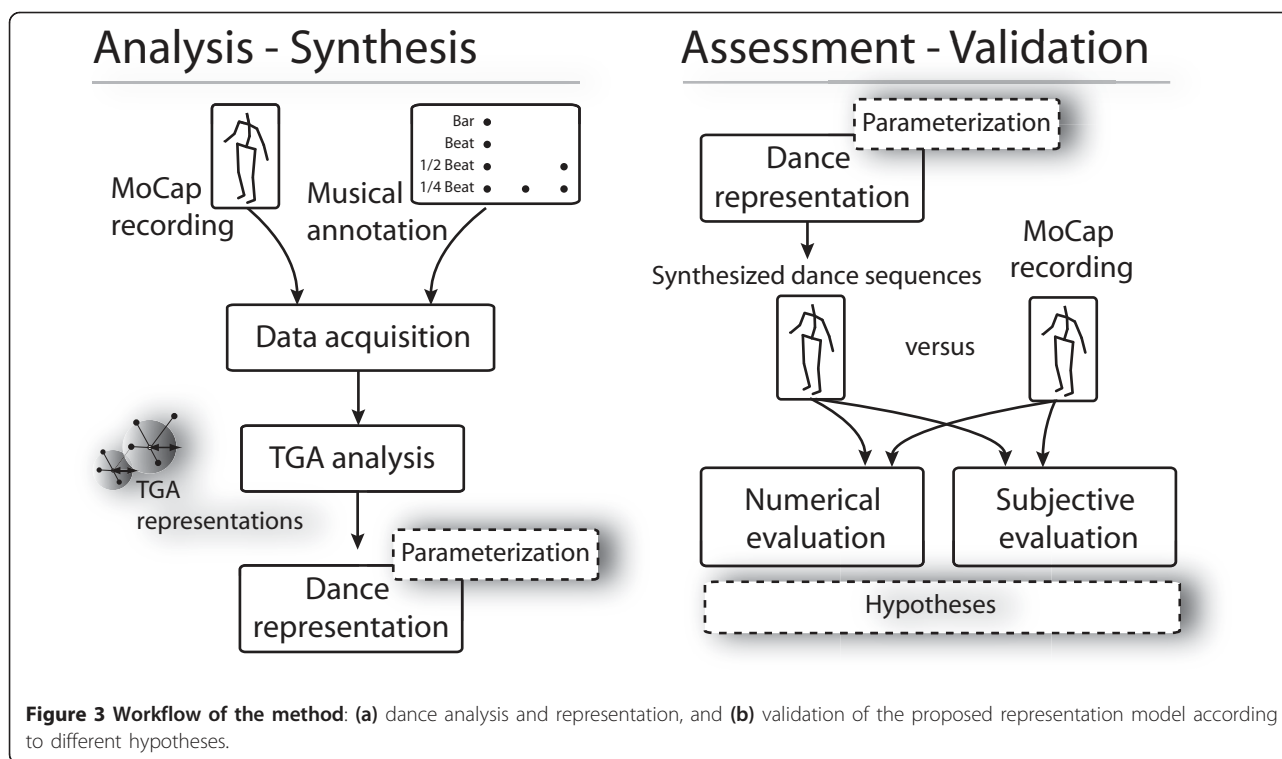 Analysis - Synthesis
MoCap
recording
Musical
annotation
Bar
Beat
1/2 Beat
1/4 Beat
Data acquisition
TGA analysis
TGA
representations
Parameterization
Dance
representation
Assessment - Validation
Parameterization
Dance
representation
Synthesized dance sequences
MoCap
recording
versus
Numerical
evaluation
Subjective
evaluation
Hypotheses
Figure 3 Workflow of the method: (a) dance analysis and representation, and (b) validation of the proposed representation model according
to different hypotheses.